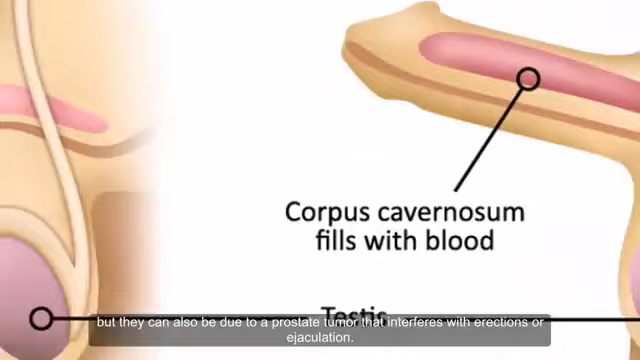 Corpus cavernosum
fills with blood
Testis
but they can also be due to a prostate tumor that interferes with erections or
ejaculation.